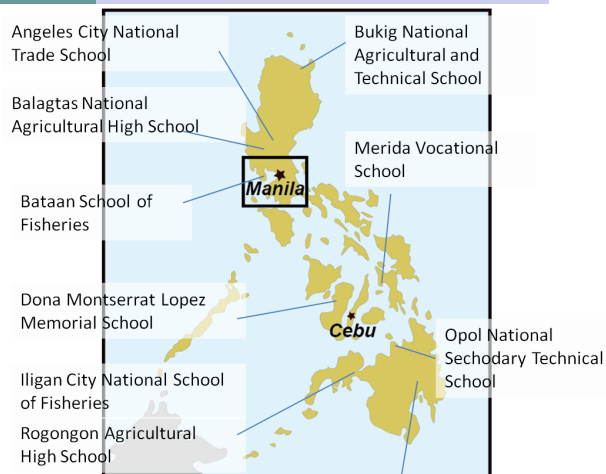 Angeles City National
Trade School
Bukig National
Agricultural and
Technical School
Balagtas National
Agricultural High School
Merida Vocational
School
Manila
Bataan School of
Fisheries
Dona Montserrat Lopez
Memorial School
Cebu
Opol National
Sechodary Technical
School
Iligan City National School
of Fisheries
Rogongon Agricultural
High School